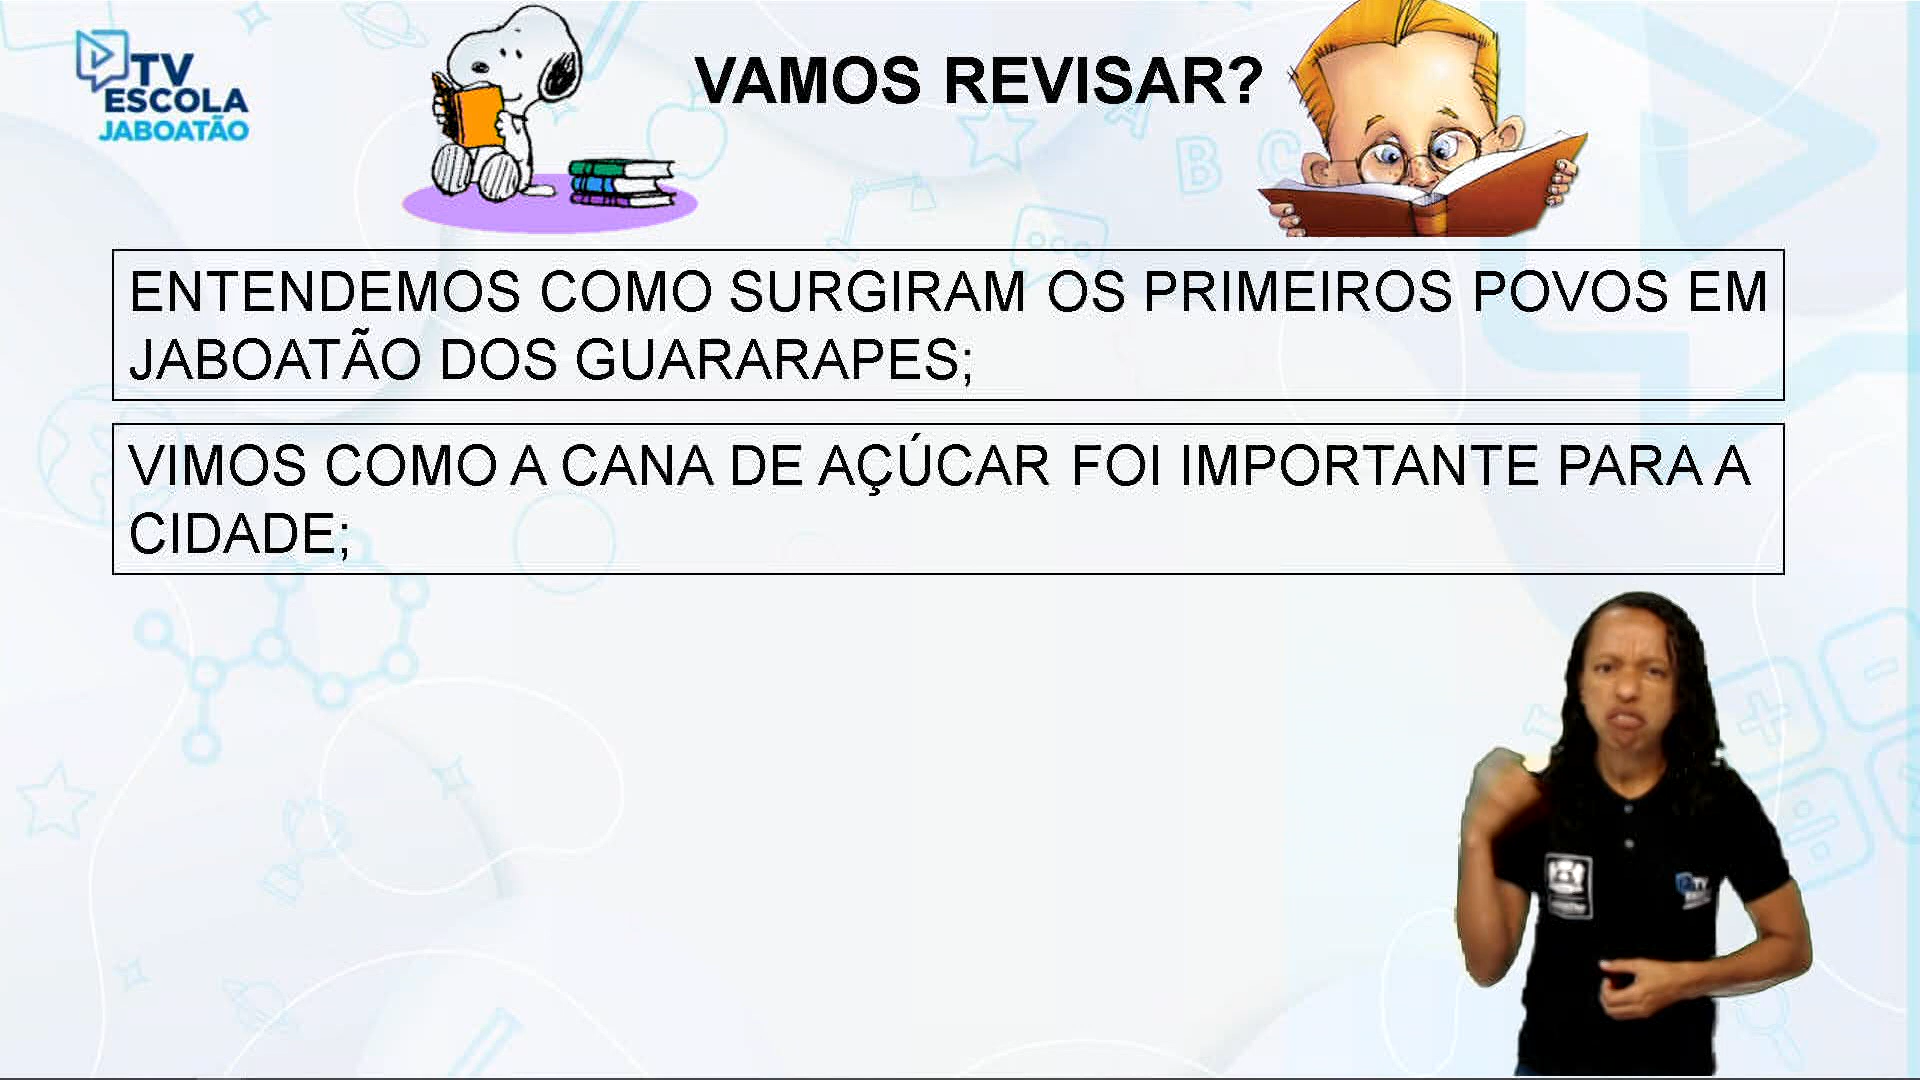 TV
ESCOLA
JABOATÃO
VAMOS REVISAR?
B C
ENTENDEMOS COMO SURGIRAM OS PRIMEIROS POVOS EM
JABOATÃO DOS GUARARAPES;
VIMOS COMO A CANA DE AÇÚCAR FOI IMPORTANTE PARA A
CIDADE;
TV